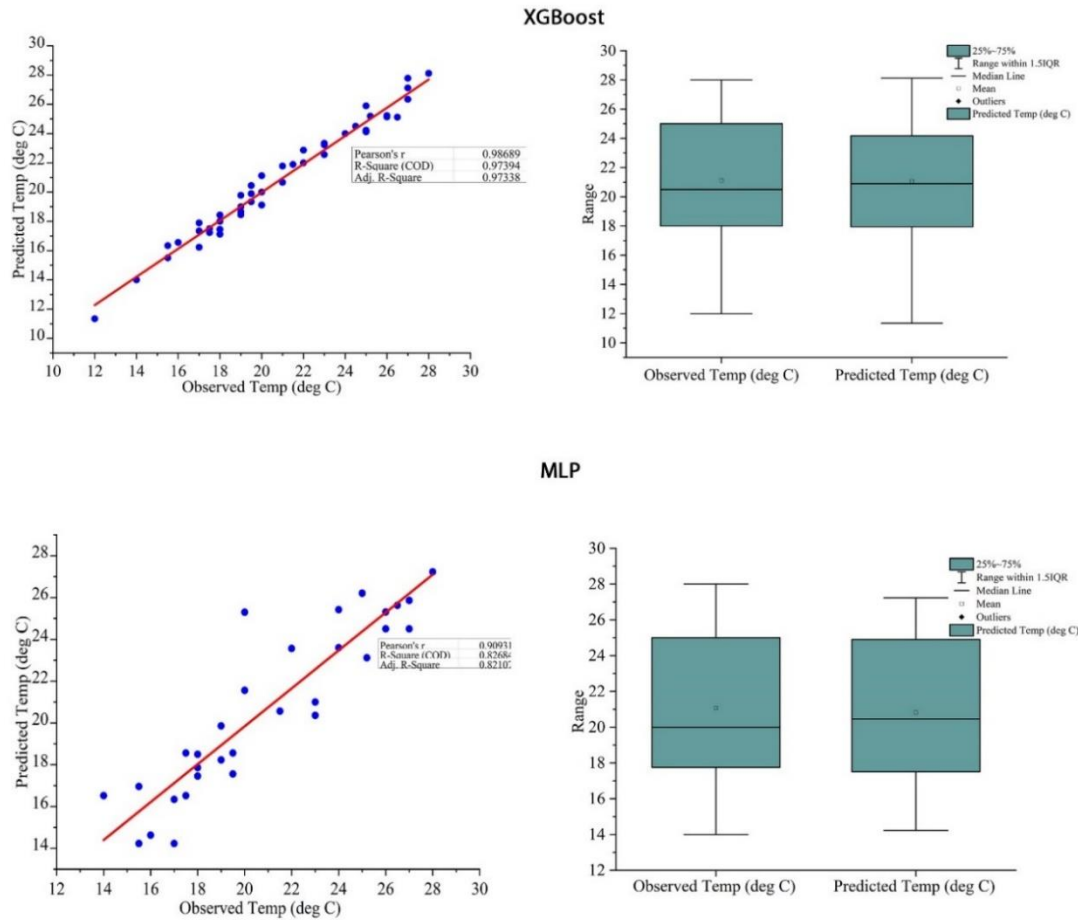 XGBoost
30
28
26
24
22
20
18
16
14
12
10
Predicted Temp (deg C)
Pearson's r 0.98689
R-Square (COD) 0.97394
Adj. R-Square 0.97338
10 12 14 16 18 20 22 24 26 28 30
Observed Temp (deg C)
30
28
26
24
22
20
18
16
14
12
10
Range
25%~75%
Range within 1.5IQR
Median Line
Mean
Outliers
Predicted Temp (deg C)
Observed Temp (deg C) Predicted Temp (deg C)
MLP
28
26
24
22
20
18
16
14
Predicted Temp (deg C)
Pearson's r 0.90931
R-Square (COD) 0.82684
Adj. R-Square
12 14 16 18 20 22 24 26 28 30
Observed Temp (deg C)
30
28
26
24
22
20
18
16
14
12
Range
25%~75%
Range within 1.5IQR
Median Line
Mean
Outliers
Predicted Temp (deg C)
Observed Temp (deg C) Predicted Temp (deg C)